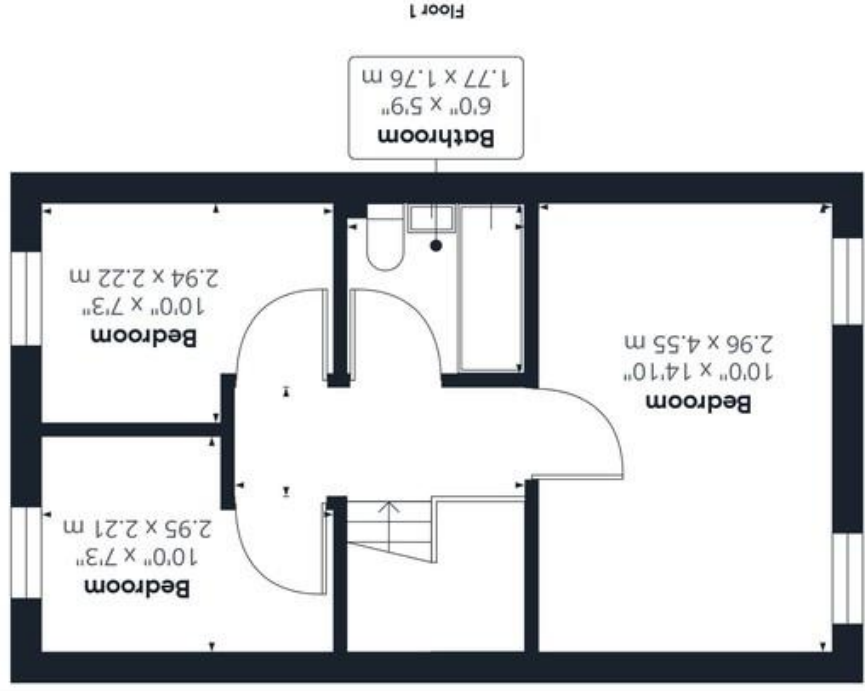 Bedroom
10'0" x 7'3"
2.95 x 2.21 m
Bedroom
10'0" x 14'10"
2.96 x 4.55 m
Bedroom
10'0" x 7'3"
2.94 x 2.22 m
Bathroom
6'0" x 5'9"
1.77 x 1.76 m
Floor 1